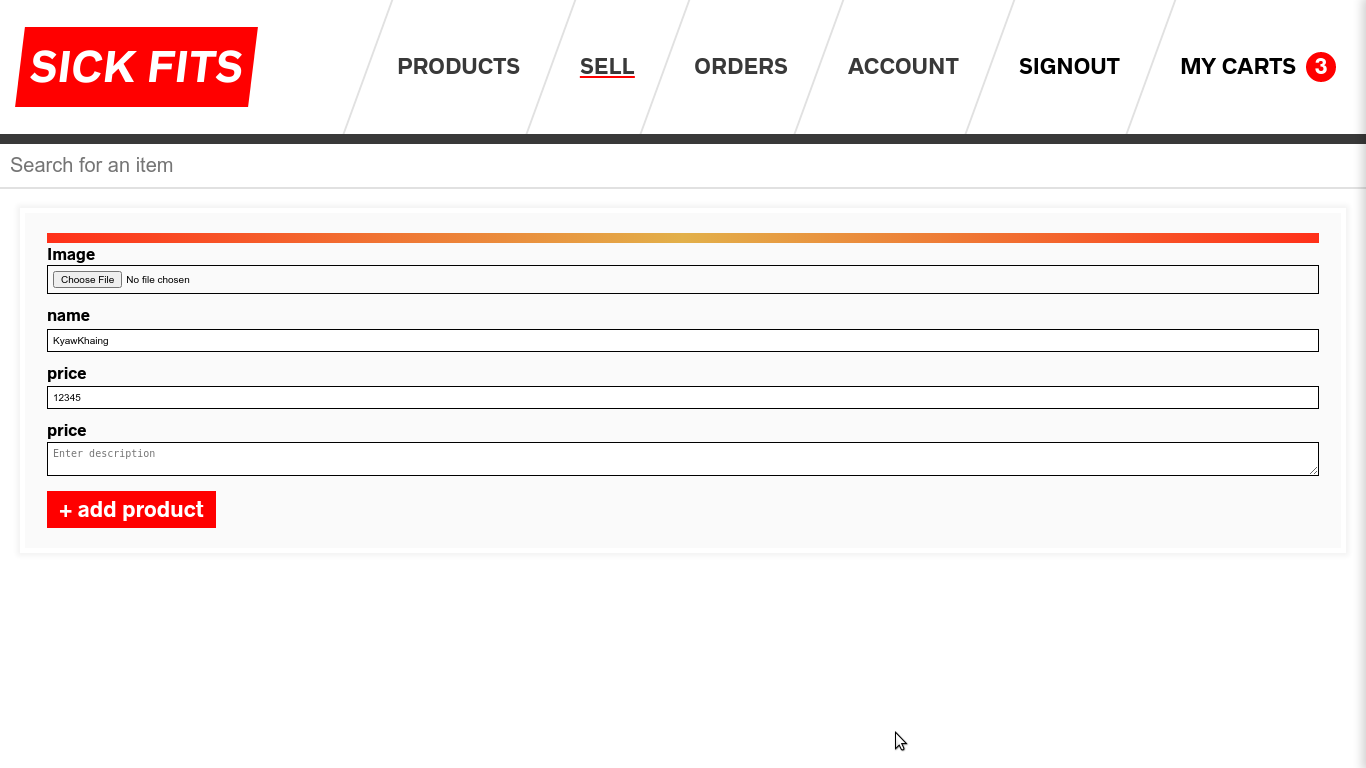 SICK FITS
PRODUCTS SELL ORDERS ACCOUNT SIGNOUT MY CARTS 3
Search for an item
Image
Choose File No file chosen
name
KyawKhaing
price
12345
price
Enter description
+ add product